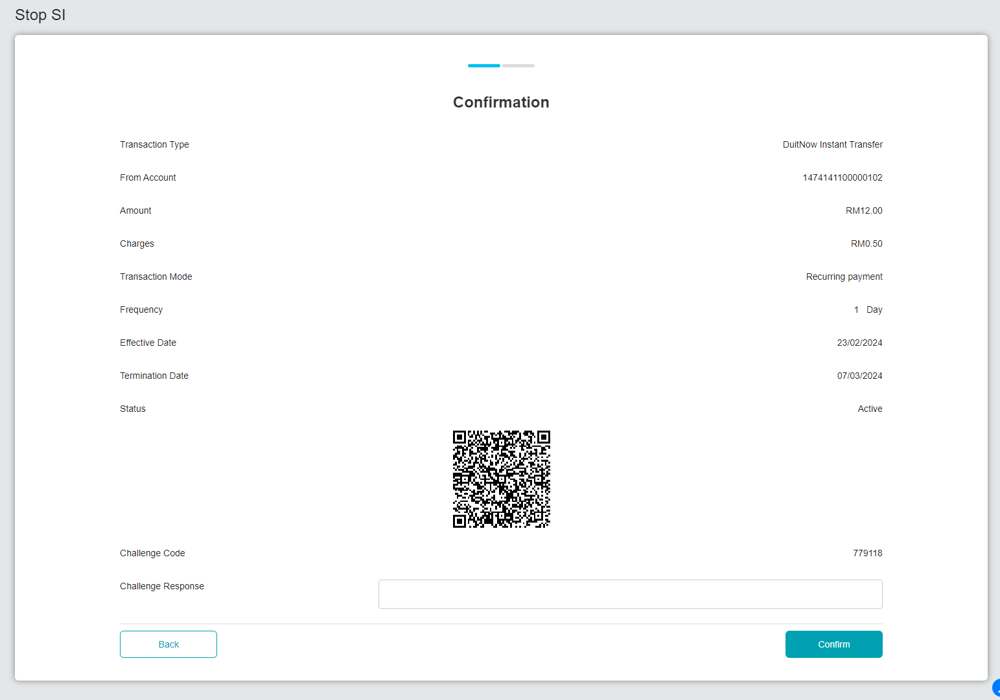 Stop SI
Confirmation
Transaction Type DuitNow Instant Transfer
From Account 1474141100000102
Amount RM12.00
Charges RM0.50
Transaction Mode Recurring payment
Frequency 1 Day
Effective Date 23/02/2024
Termination Date 07/03/2024
Status Active
Challenge Code 779118
Challenge Response
Back Confirm